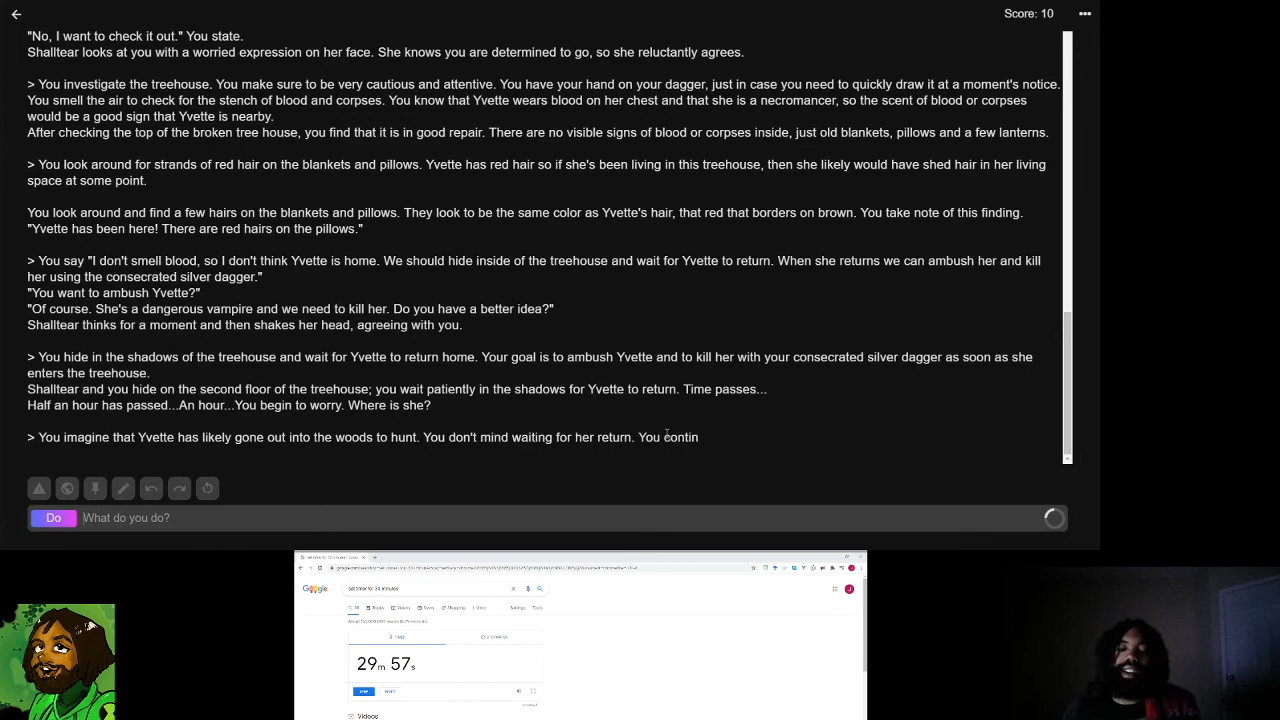 Score: 10
"No, I want to check it out." You state.
Shalltear looks at you with a worried expression on her face. She knows you are determined to go, so she reluctantly agrees.
> You investigate the treehouse. You make sure to be very cautious and attentive. You have your hand on your dagger, just in case you need to quickly draw it at a moment's notice.
You smell the air to check for the stench of blood and corpses. You know that Yvette wears blood on her chest and that she is a necromancer, so the scent of blood or corpses
would be a good sign that Yvette is nearby.
After checking the top of the broken tree house, you find that it is in good repair. There are no visible signs of blood or corpses inside, just old blankets, pillows and a few lanterns.
> You look around for strands of red hair on the blankets and pillows. Yvette has red hair so if she's been living in this treehouse, then she likely would have shed hair in her living
space at some point.
You look around and find a few hairs on the blankets and pillows. They look to be the same color as Yvette's hair, that red that borders on brown. You take note of this finding.
"Yvette has been here! There are red hairs on the pillows."
> You say "I don't smell blood, so I don't think Yvette is home. We should hide inside of the treehouse and wait for Yvette to return. When she returns we can ambush her and kill
her using the consecrated silver dagger."
"You want to ambush Yvette?"
"Of course. She's a dangerous vampire and we need to kill her. Do you have a better idea?"
Shalltear thinks for a moment and then shakes her head, agreeing with you.
> You hide in the shadows of the treehouse and wait for Yvette to return home. Your goal is to ambush Yvette and to kill her with your consecrated silver dagger as soon as she
enters the treehouse.
Shalltear and you hide on the second floor of the treehouse; you wait patiently in the shadows for Yvette to return. Time passes...
Half an hour has passed...An hour...You begin to worry. Where is she?
> You imagine that Yvette has likely gone out into the woods to hunt. You don't mind waiting for her return. You contin
Do What do you do?
Google
All Videos News Shopping More Settings Tools
TIMER STOPWATCH
29m 57s
STOP RESET
Videos